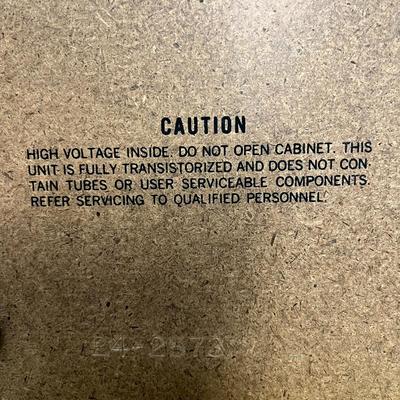 CAUTION
HIGH VOLTAGE INSIDE. DO NOT OPEN CABINET. THIS
UNIT IS FULLY TRANSISTORIZED AND DOES NOT CON-
TAIN TUBES OR USER SERVICEABLE COMPONENTS.
REFER SERVICING TO QUALIFIED PERSONNEL.